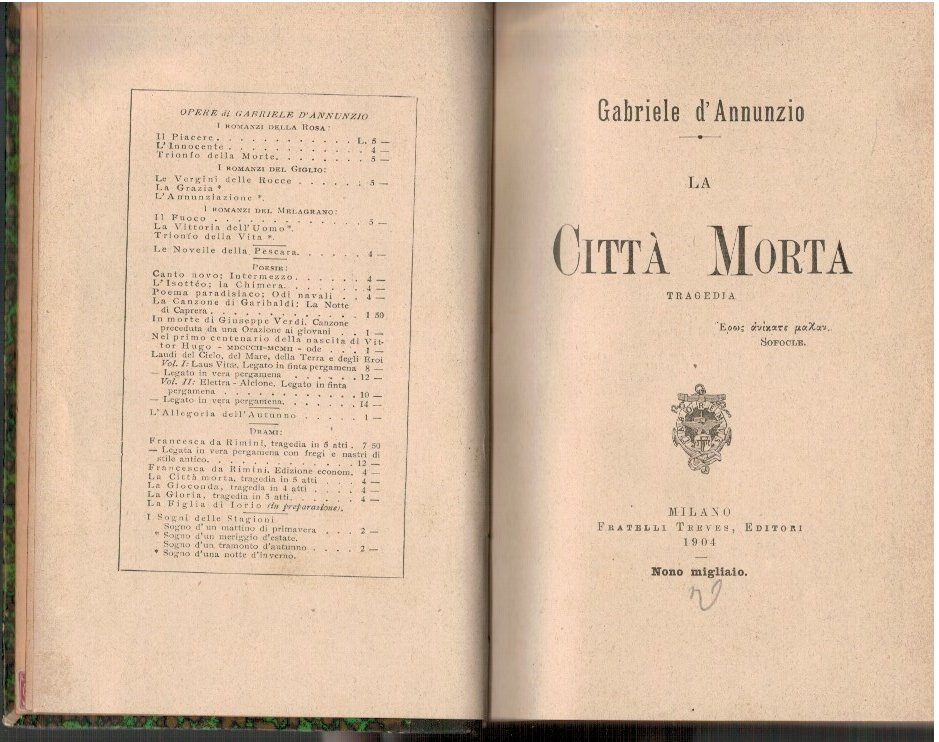 OPERE di GABRIELE D'ANNUNZIO
I ROMANZI DELLA ROSA:
Il Piacere . . . . . . . . . . . . L. 5 —
L'Innocente . . . . . . . . . . . . 4 —
Trionfo della Morte. . . . . . . . . 5 —
I ROMANZI DEL GIGLIO:
Le Vergini delle Rocce . . . . . . 5 —
La Grazia *
L'Annunziazione *.
I ROMANZI DEL MELAGRANO:
Il Fuoco . . . . . . . . . . . . . 5 —
La Vittoria dell'Uomo *.
Trionfo della Vita *.
Le Novelle della Pescara. . . . . . 4 —
POESIE:
Canto novo; Intermezzo. . . . . . 4 —
L'Isottéo; la Chimera. . . . . . . 4 —
Poema paradisiaco; Odi navali . . 4 —
La Canzone di Garibaldi: La Notte
di Caprera . . . . . . . . . . . . 1 50
In morte di Giuseppe Verdi. Canzone
preceduta da una Orazione ai giovani . . 1 —
Nel primo centenario della nascita di Vit-
tor Hugo - MDCCCII-MCMII - ode . . . 1 —
Laudi del Cielo, del Mare, della Terra e degli Eroi
Vol. I: Laus Vitæ. Legato in finta pergamena 8 —
— Legato in vera pergamena . . . . . . 12 —
Vol. II: Elettra - Alcione. Legato in finta
pergamena . . . . . . . . . . . . 10 —
— Legato in vera pergamena. . . . . . . 14 —
L'Allegoria dell'Autunno . . . . 1 —
DRAMI:
Francesca da Rimini, tragedia in 5 atti . 7 50
— Legata in vera pergamena con fregi e nastri di
stile antico. . . . . . . . . . . . 12 —
Francesca da Rimini. Edizione econom. 4 —
La Città morta, tragedia in 5 atti . . . 4 —
La Gioconda, tragedia in 4 atti . . . . 4 —
La Gloria, tragedia in 5 atti. . . . . . 4 —
La Figlia di Iorio (in preparazione).
I Sogni delle Stagioni
Sogno d'un mattino di primavera . . . 2 —
* Sogno d'un meriggio d'estate.
Sogno d'un tramonto d'autunno . . . . 2 —
* Sogno d'una notte d'inverno.
Gabriele d'Annunzio
LA
CITTÀ MORTA
TRAGEDIA
Ἔρως ἀνίκατε μάχαν.
SOFOCLE.
MILANO
FRATELLI TREVES, EDITORI
1904
Nono migliaio.